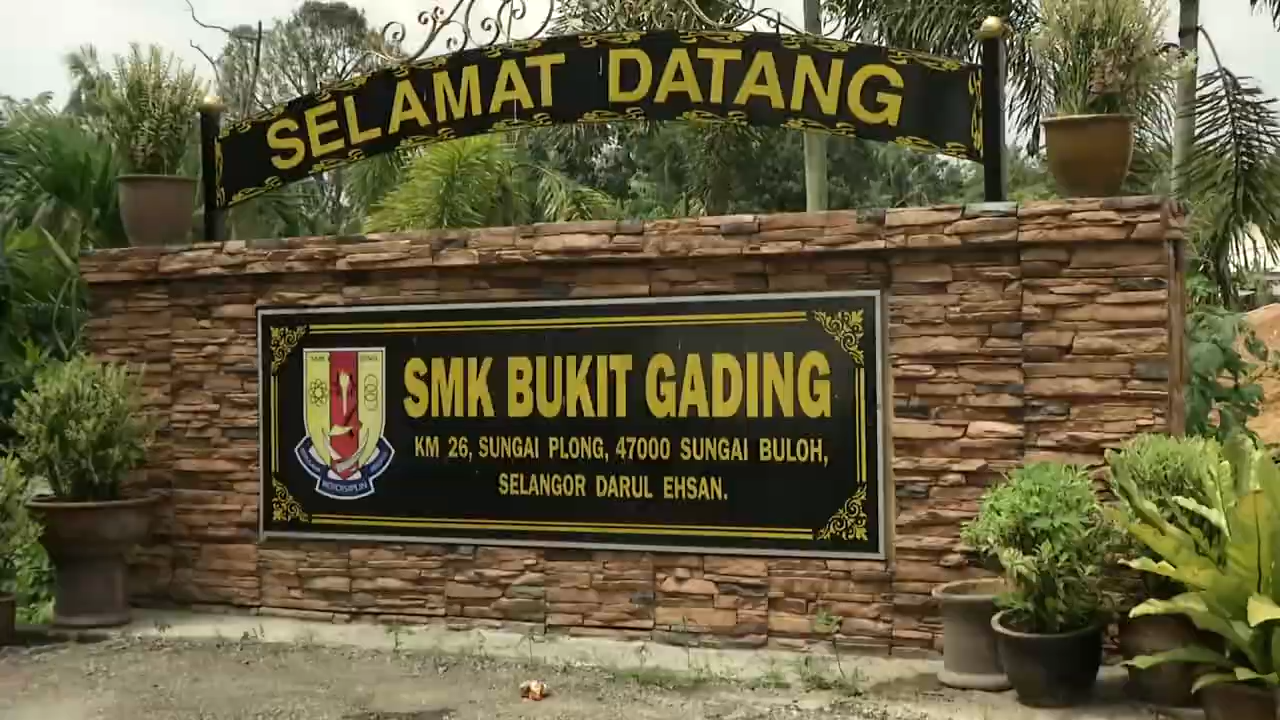 SELAMAT DATANG
SMK BUKIT GADING
KM 26, SUNGAI PLONG, 47000 SUNGAI BULOH,
SELANGOR DARUL EHSAN.